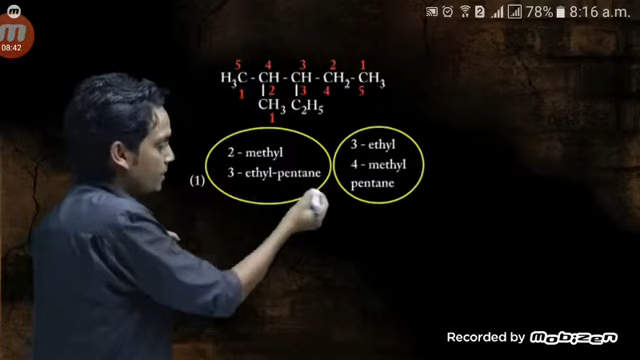 78% 8:16 a.m.
08:42
5 4 3 2 1
H3C - CH - CH - CH2 - CH3
1 2 3 4 5
CH3 C2H5
1
2 - methyl
3 - ethyl-pentane
(1)
3 - ethyl
4 - methyl
pentane
Recorded by
mobizen